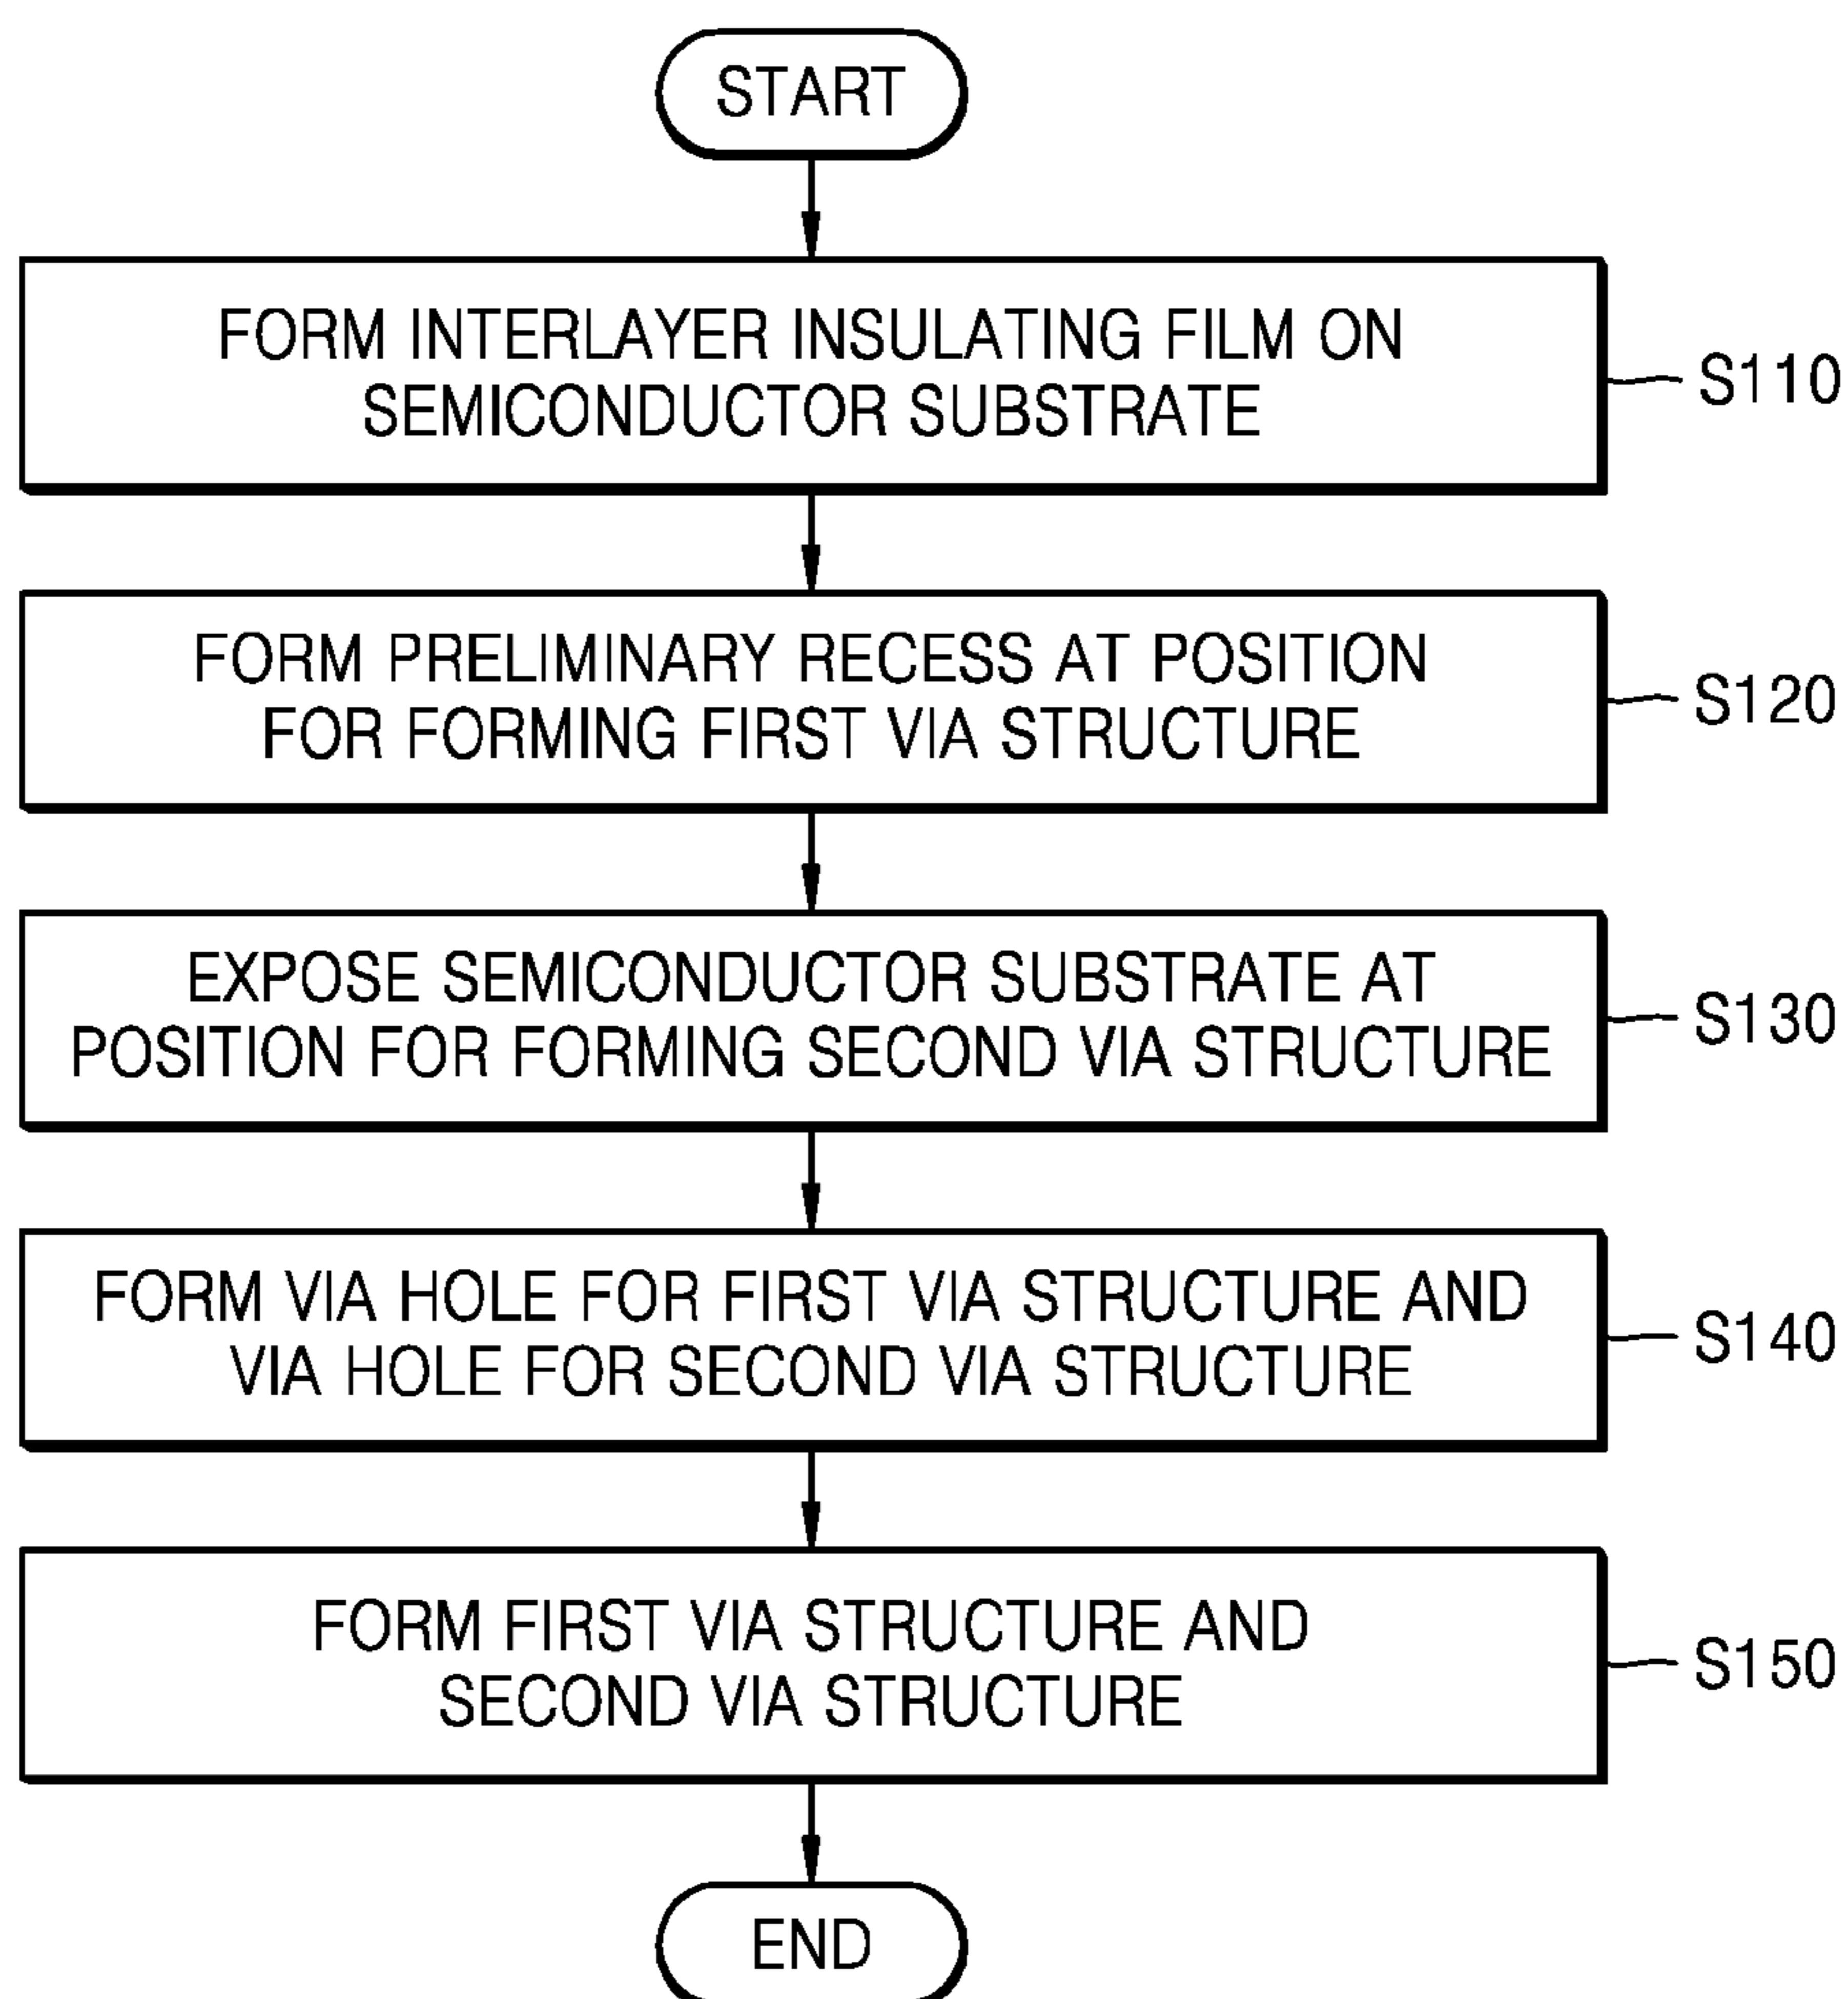 START
FORM INTERLAYER INSULATING FILM ON
SEMICONDUCTOR SUBSTRATE
S110
FORM PRELIMINARY RECESS AT POSITION
FOR FORMING FIRST VIA STRUCTURE
S120
EXPOSE SEMICONDUCTOR SUBSTRATE AT
POSITION FOR FORMING SECOND VIA STRUCTURE
S130
FORM VIA HOLE FOR FIRST VIA STRUCTURE AND
VIA HOLE FOR SECOND VIA STRUCTURE
S140
FORM FIRST VIA STRUCTURE AND
SECOND VIA STRUCTURE
S150
END